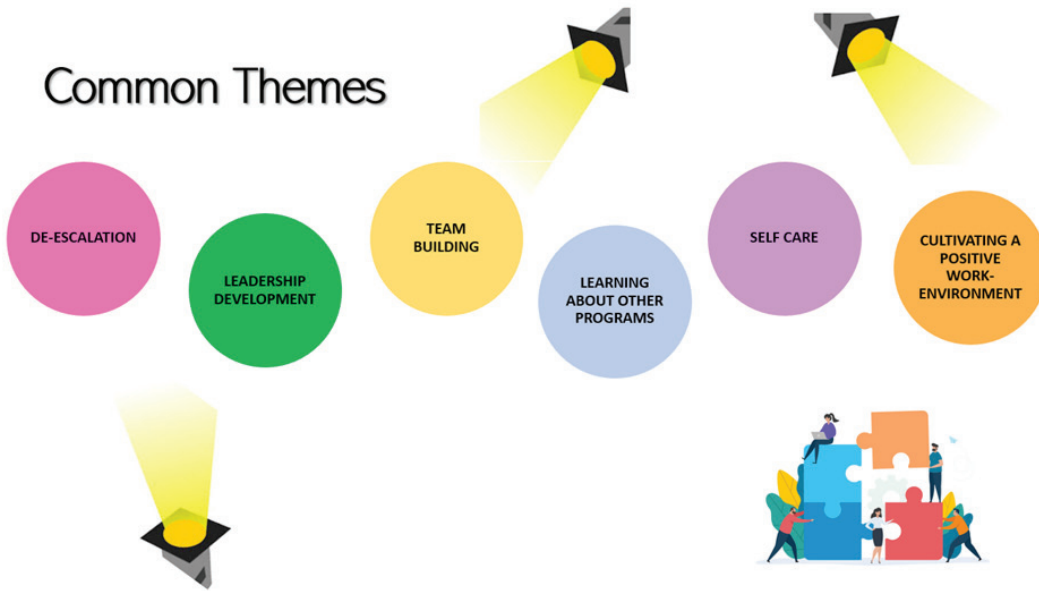 Common Themes
DE-ESCALATION
LEADERSHIP
DEVELOPMENT
TEAM
BUILDING
LEARNING
ABOUT OTHER
PROGRAMS
SELF CARE
CULTIVATING A
POSITIVE
WORK-
ENVIRONMENT